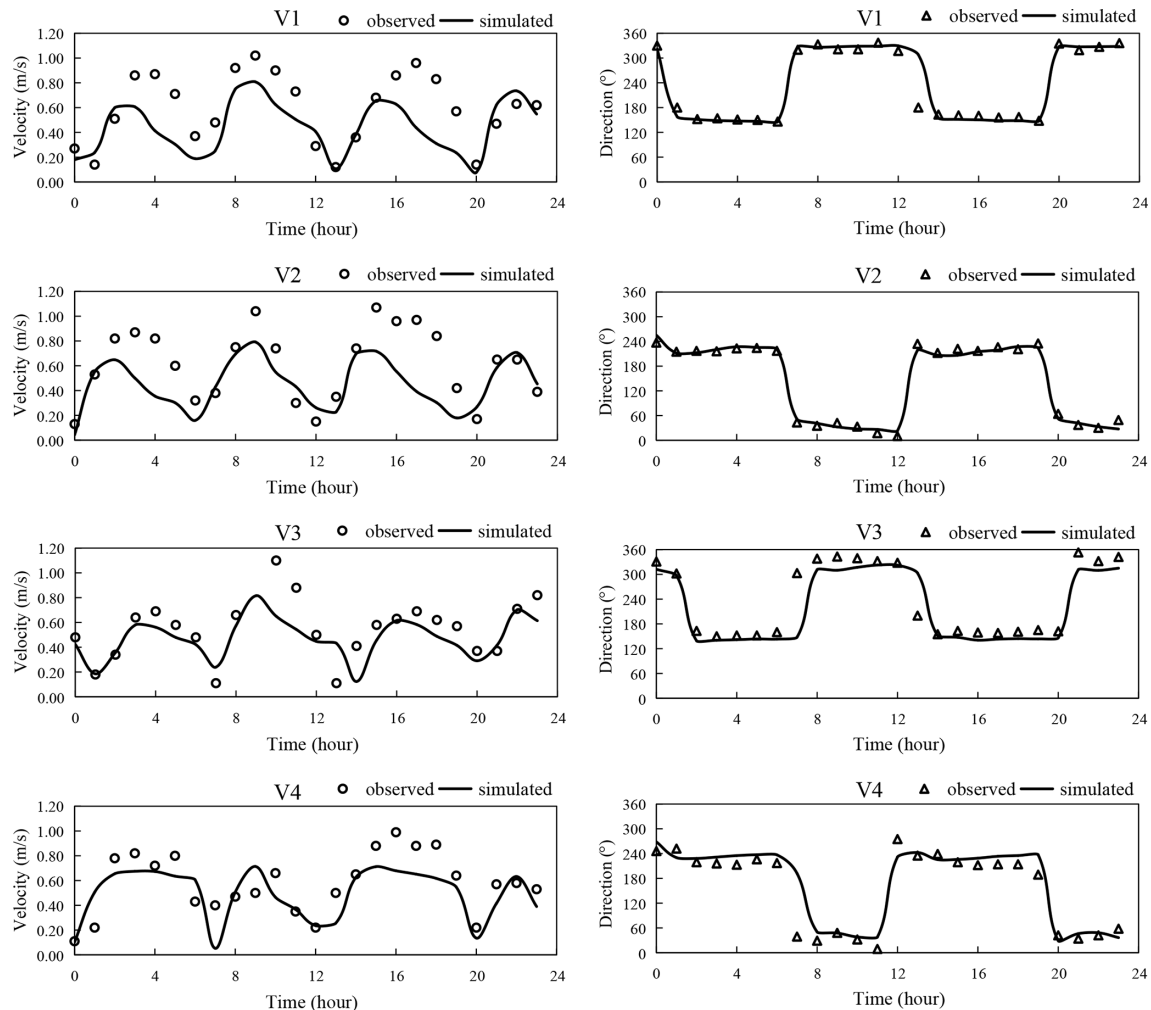 V1 observed simulated
1.20
1.00
0.80
0.60
0.40
0.20
0.00
Velocity (m/s)
0 4 8 12 16 20 24
Time (hour)
V1 observed simulated
360
300
240
180
120
60
0
Direction (°)
0 4 8 12 16 20 24
Time (hour)
V2 observed simulated
1.20
1.00
0.80
0.60
0.40
0.20
0.00
Velocity (m/s)
0 4 8 12 16 20 24
Time (hour)
V2 observed simulated
360
300
240
180
120
60
0
Direction (°)
0 4 8 12 16 20 24
Time (hour)
V3 observed simulated
1.20
1.00
0.80
0.60
0.40
0.20
0.00
Velocity (m/s)
0 4 8 12 16 20 24
Time (hour)
V3 observed simulated
360
300
240
180
120
60
0
Direction (°)
0 4 8 12 16 20 24
Time (hour)
V4 observed simulated
1.20
1.00
0.80
0.60
0.40
0.20
0.00
Velocity (m/s)
0 4 8 12 16 20 24
Time (hour)
V4 observed simulated
360
300
240
180
120
60
0
Direction (°)
0 4 8 12 16 20 24
Time (hour)